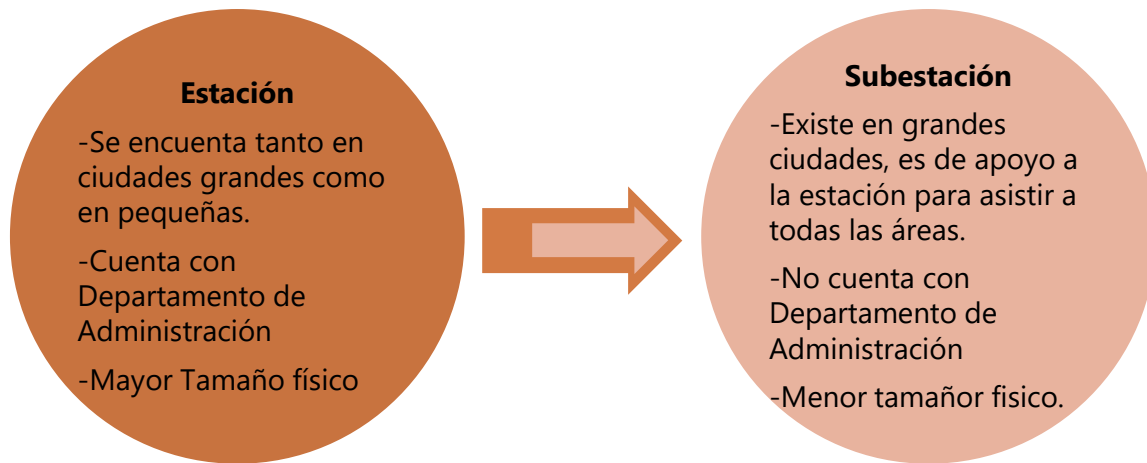 Estación
-Se encuenta tanto en
ciudades grandes como
en pequeñas.
-Cuenta con
Departamento de
Administración
-Mayor Tamaño físico
Subestación
-Existe en grandes
ciudades, es de apoyo a
la estación para asistir a
todas las áreas.
-No cuenta con
Departamento de
Administración
-Menor tamañor fisico.